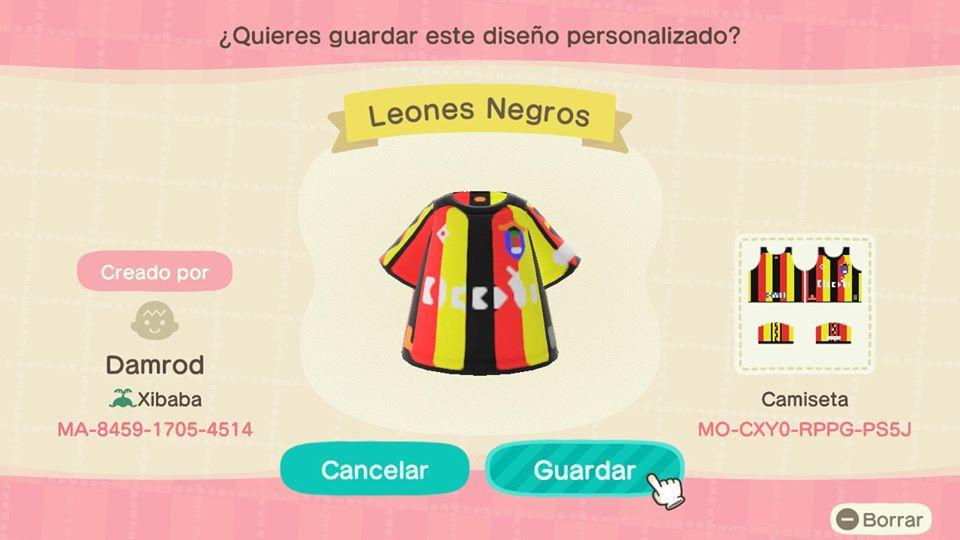 ¿Quieres guardar este diseño personalizado?
Leones Negros
Creado por
Damrod
Xibaba
MA-8459-1705-4514
Camiseta
MO-CXY0-RPPG-PS5J
Cancelar
Guardar
Borrar